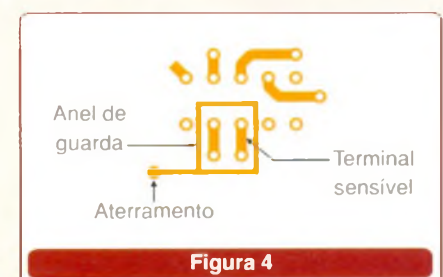 Anel de
guarda
Terminal
sensível
Aterramento
Figura 4